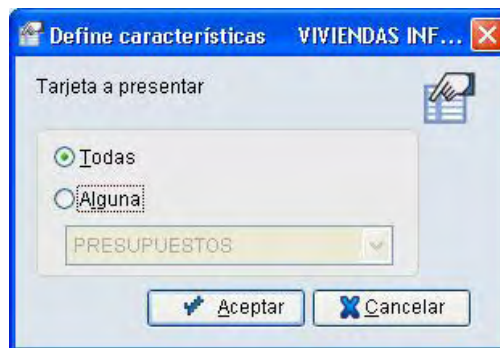 Define características VIVIENDAS INF...
Tarjeta a presentar
Todas
Alguna
PRESUPUESTOS
Aceptar
Cancelar